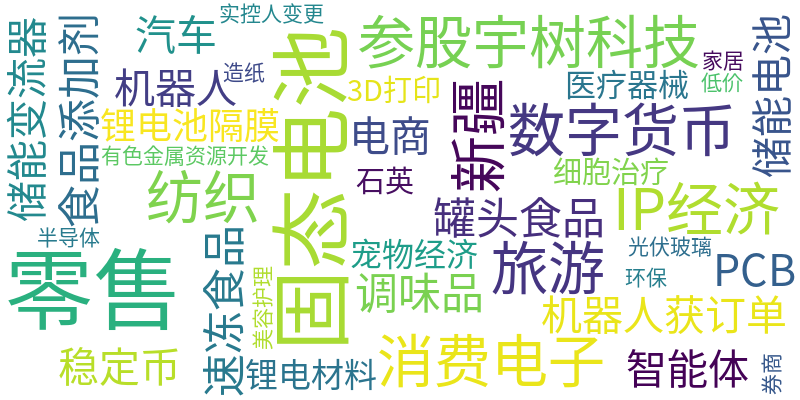 实控人变更
汽车
参股宇树科技
储能变流器
食品添加剂
固态电池
储能电池
机器人
造纸
3D打印
家居
医疗器械
低价
锂电池隔膜
电商
新疆
数字货币
有色金属资源开发
石英
细胞治疗
纺织
罐头食品
IP经济
半导体
速冻食品
宠物经济
旅游
光伏玻璃
PCB
零售
美容护理
调味品
环保
机器人获订单
稳定币
锂电材料
消费电子
智能体
券商